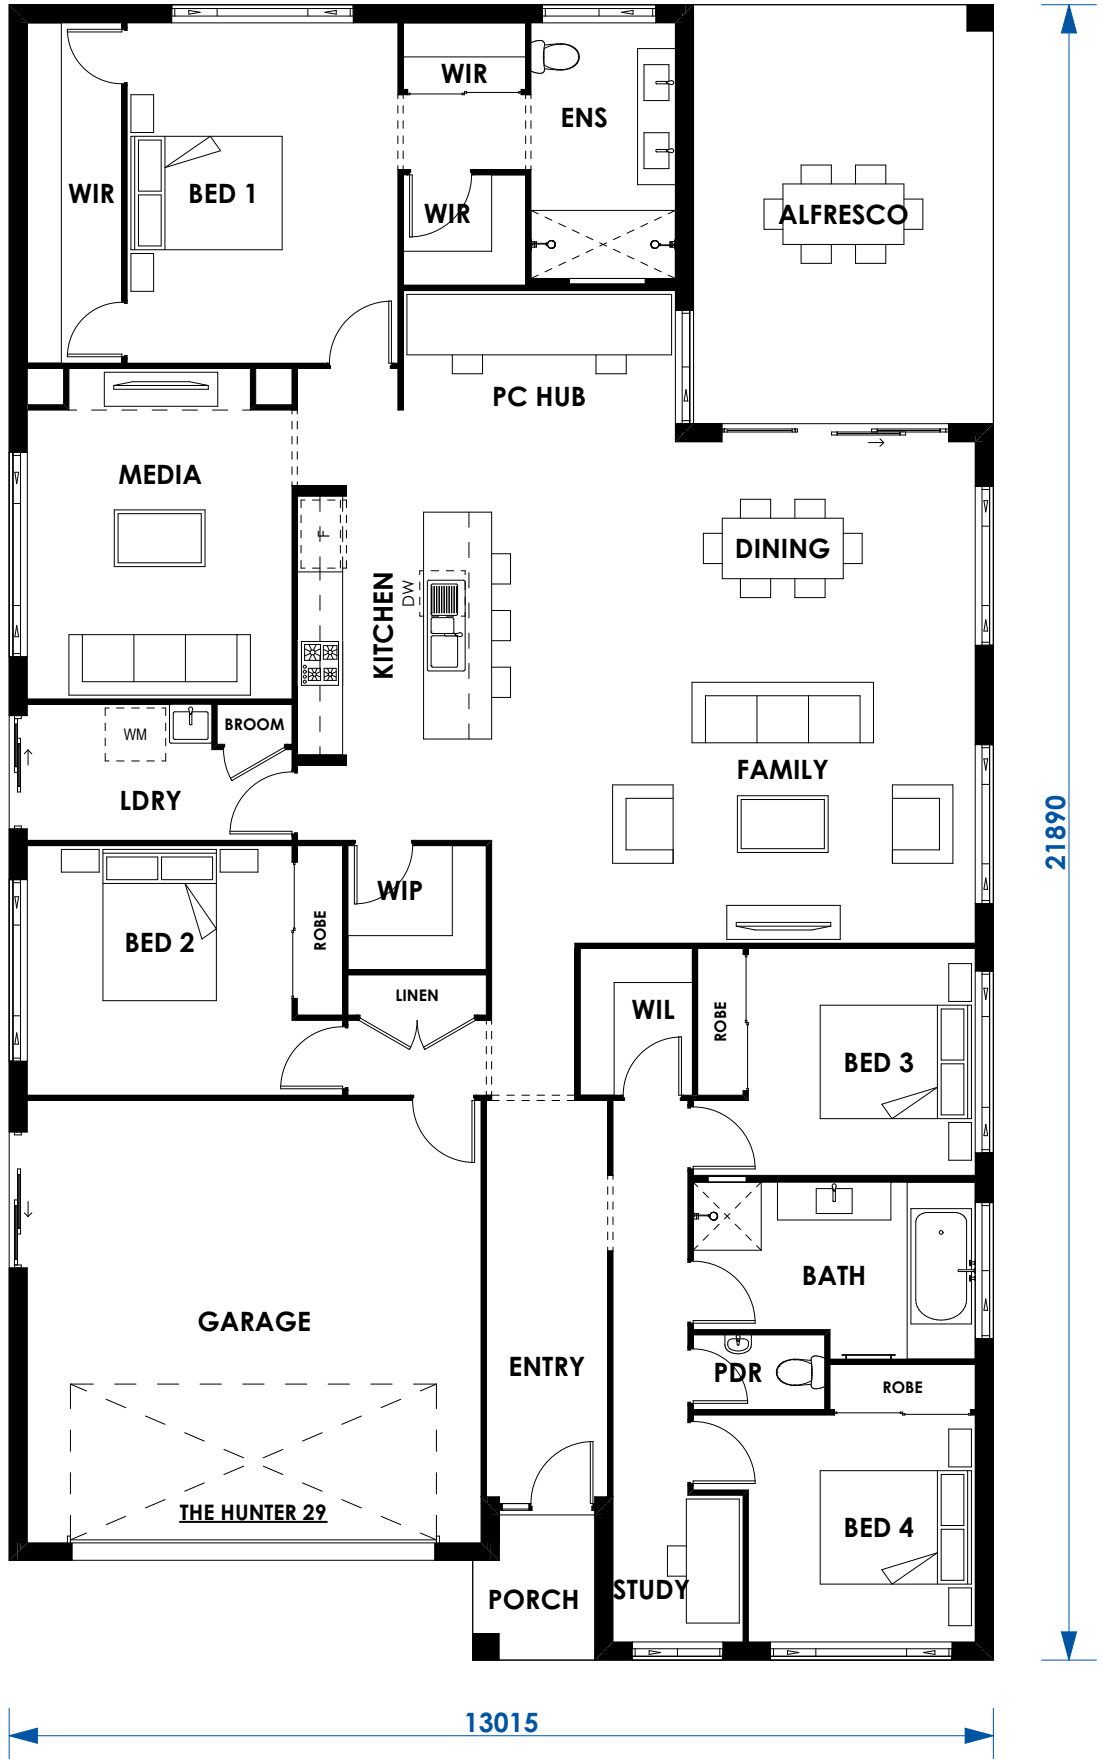 WIR
ENS
WIR
BED 1
WIR
ALFRESCO
PC HUB
MEDIA
F
DINING
KITCHEN
DW
BROOM
WM
FAMILY
LDRY
21890
WIP
BED 2
ROBE
LINEN
WIL
ROBE
BED 3
BATH
GARAGE
ENTRY
PDR
ROBE
THE HUNTER 29
BED 4
STUDY
PORCH
13015